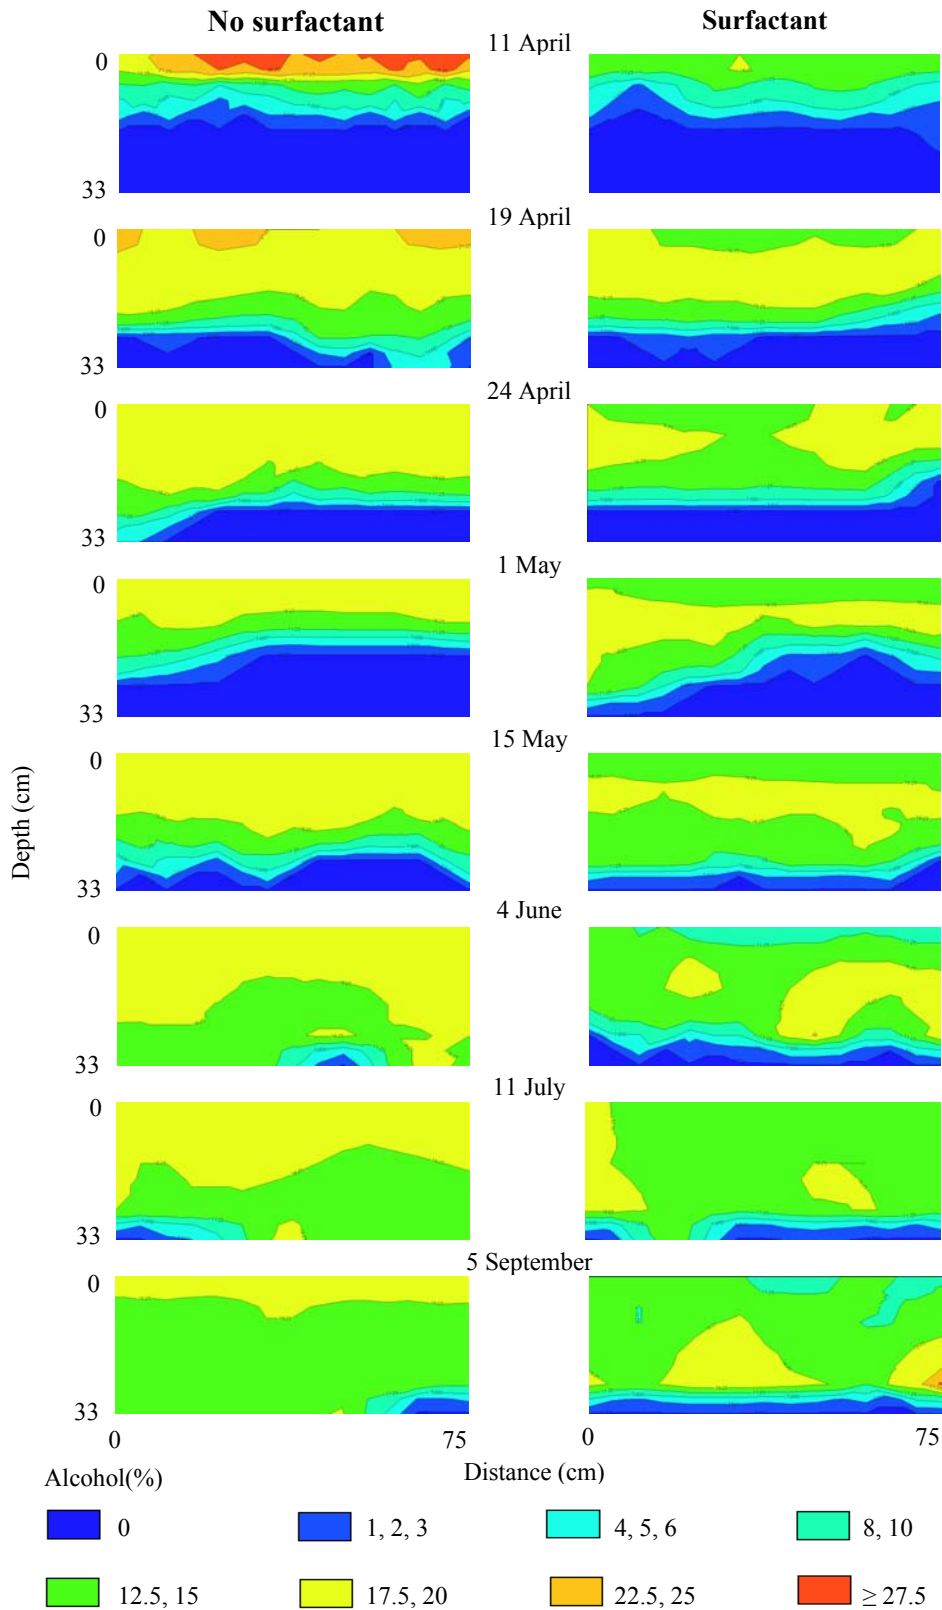 No surfactant Surfactant
11 April
0
33
19 April
0
33
24 April
0
33
1 May
0
33
15 May
0
33
4 June
0
33
11 July
0
33
5 September
0
33
Depth (cm)
0 75 0 75
Distance (cm)
Alcohol(%)
0 1, 2, 3 4, 5, 6 8, 10
12.5, 15 17.5, 20 22.5, 25 ≥ 27.5